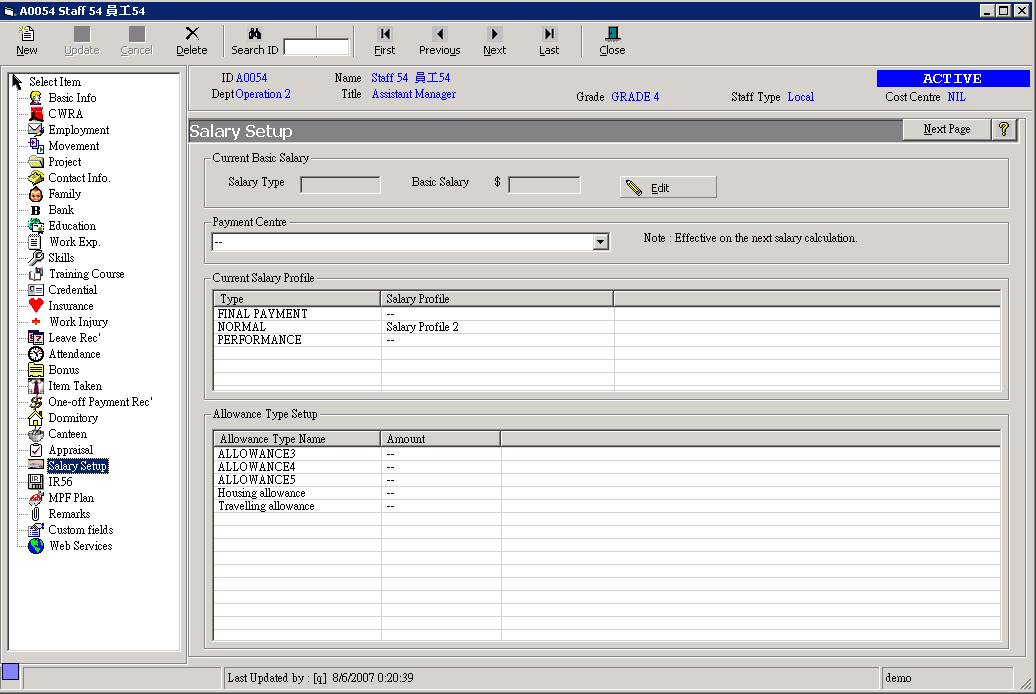 A0054 Staff 54 員工54
New Update Cancel Delete Search ID First Previous Next Last Close
Select Item
Basic Info
CWRA
Employment
Movement
Project
Contact Info.
Family
Bank
Education
Work Exp.
Skills
Training Course
Credential
Insurance
Work Injury
Leave Rec'
Attendance
Bonus
Item Taken
One-off Payment Rec'
Dormitory
Canteen
Appraisal
Salary Setup
IR56
MPF Plan
Remarks
Custom fields
Web Services
ID A0054 Name Staff 54 員工54 ACTIVE
Dept Operation 2 Title Assistant Manager Grade GRADE 4 Staff Type Local Cost Centre NIL
Salary Setup Next Page ?
Current Basic Salary
Salary Type Basic Salary $ Edit
Payment Centre
-- Note : Effective on the next salary calculation.
Current Salary Profile
Type Salary Profile
FINAL PAYMENT --
NORMAL Salary Profile 2
PERFORMANCE --
Allowance Type Setup
Allowance Type Name Amount
ALLOWANCE3 --
ALLOWANCE4 --
ALLOWANCE5 --
Housing allowance --
Travelling allowance --
Last Updated by : [q] 8/6/2007 0:20:39 demo